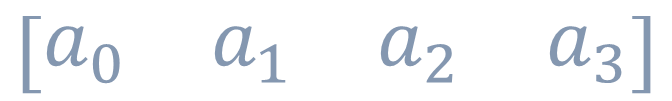 [a₀ a₁ a₂ a₃]